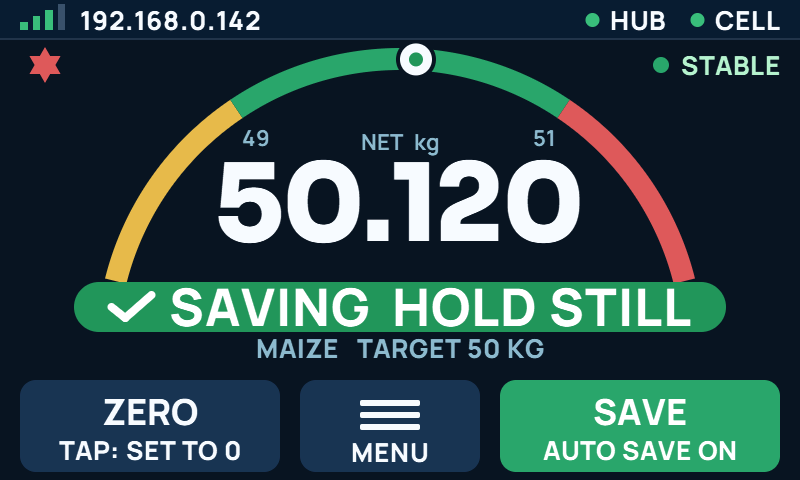 192.168.0.142
HUB
CELL
STABLE
49
NET kg
51
50.120
SAVING HOLD STILL
MAIZE TARGET 50 KG
ZERO
TAP: SET TO 0
MENU
SAVE
AUTO SAVE ON